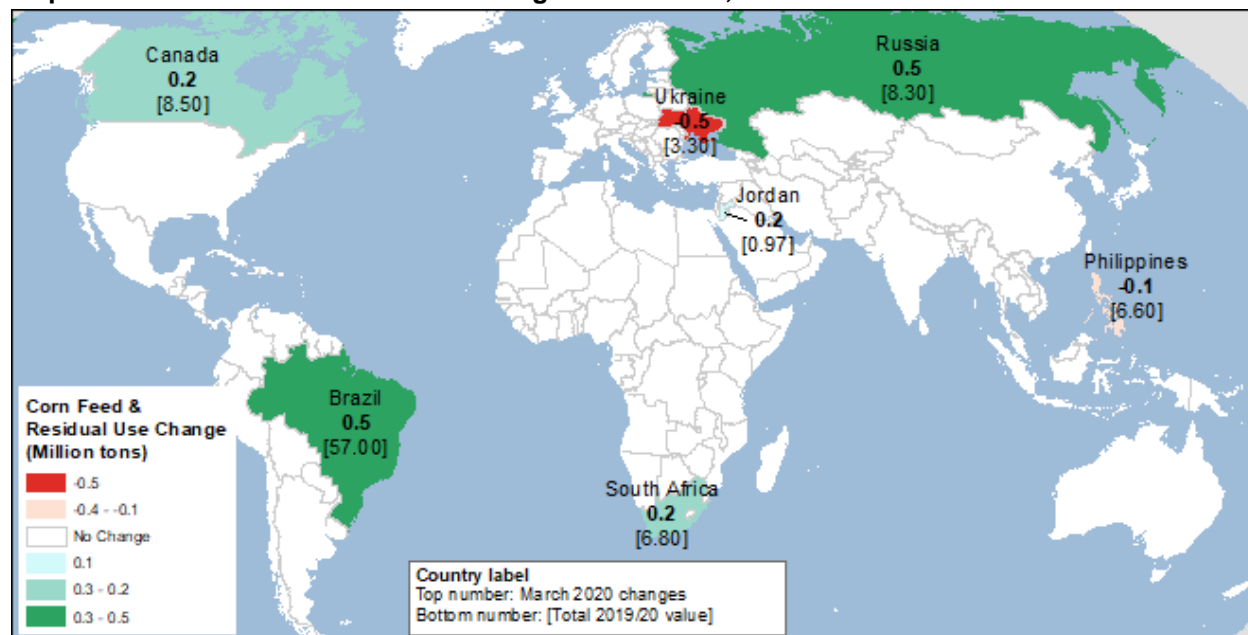 Canada
0.2
[8.50]
Russia
0.5
[8.30]
Ukraine
-0.5
[3.30]
Jordan
0.2
[0.97]
Philippines
-0.1
[6.60]
Brazil
0.5
[57.00]
South Africa
0.2
[6.80]
Corn Feed &
Residual Use Change
(Million tons)
-0.5
-0.4 - -0.1
No Change
0.1
0.3 - 0.2
0.3 - 0.5
Country label
Top number: March 2020 changes
Bottom number: [Total 2019/20 value]